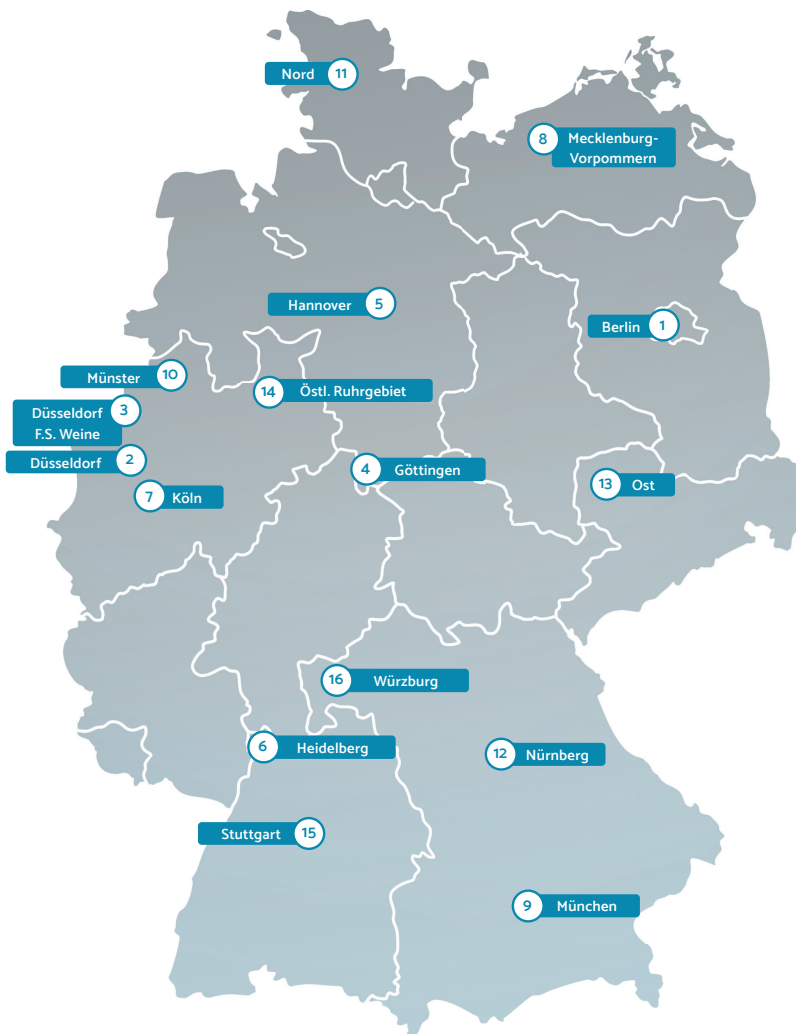 Nord 11
8 Mecklenburg-
Vorpommern
Hannover 5
Berlin 1
Münster 10
14 Östl. Ruhrgebiet
Düsseldorf 3
F.S. Weine
Düsseldorf 2
4 Göttingen
13 Ost
7 Köln
16 Würzburg
6 Heidelberg
12 Nürnberg
Stuttgart 15
9 München